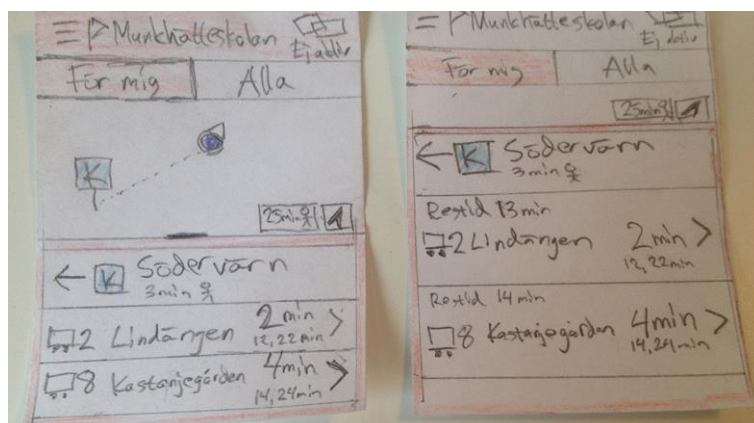 Munkhätteskolan
Ej aktiv
För mig
Alla
K
25min
K Södervärn
3min
2 Lindängen 2min
12,22min
8 Kastanjegården 4min
14,24min
Munkhätteskolan
Ej aktiv
För mig
Alla
25min
K Södervärn
3min
Restid 13min
2 Lindängen 2min
12,22min
Restid 14min
8 Kastanjegården 4min
14,24min